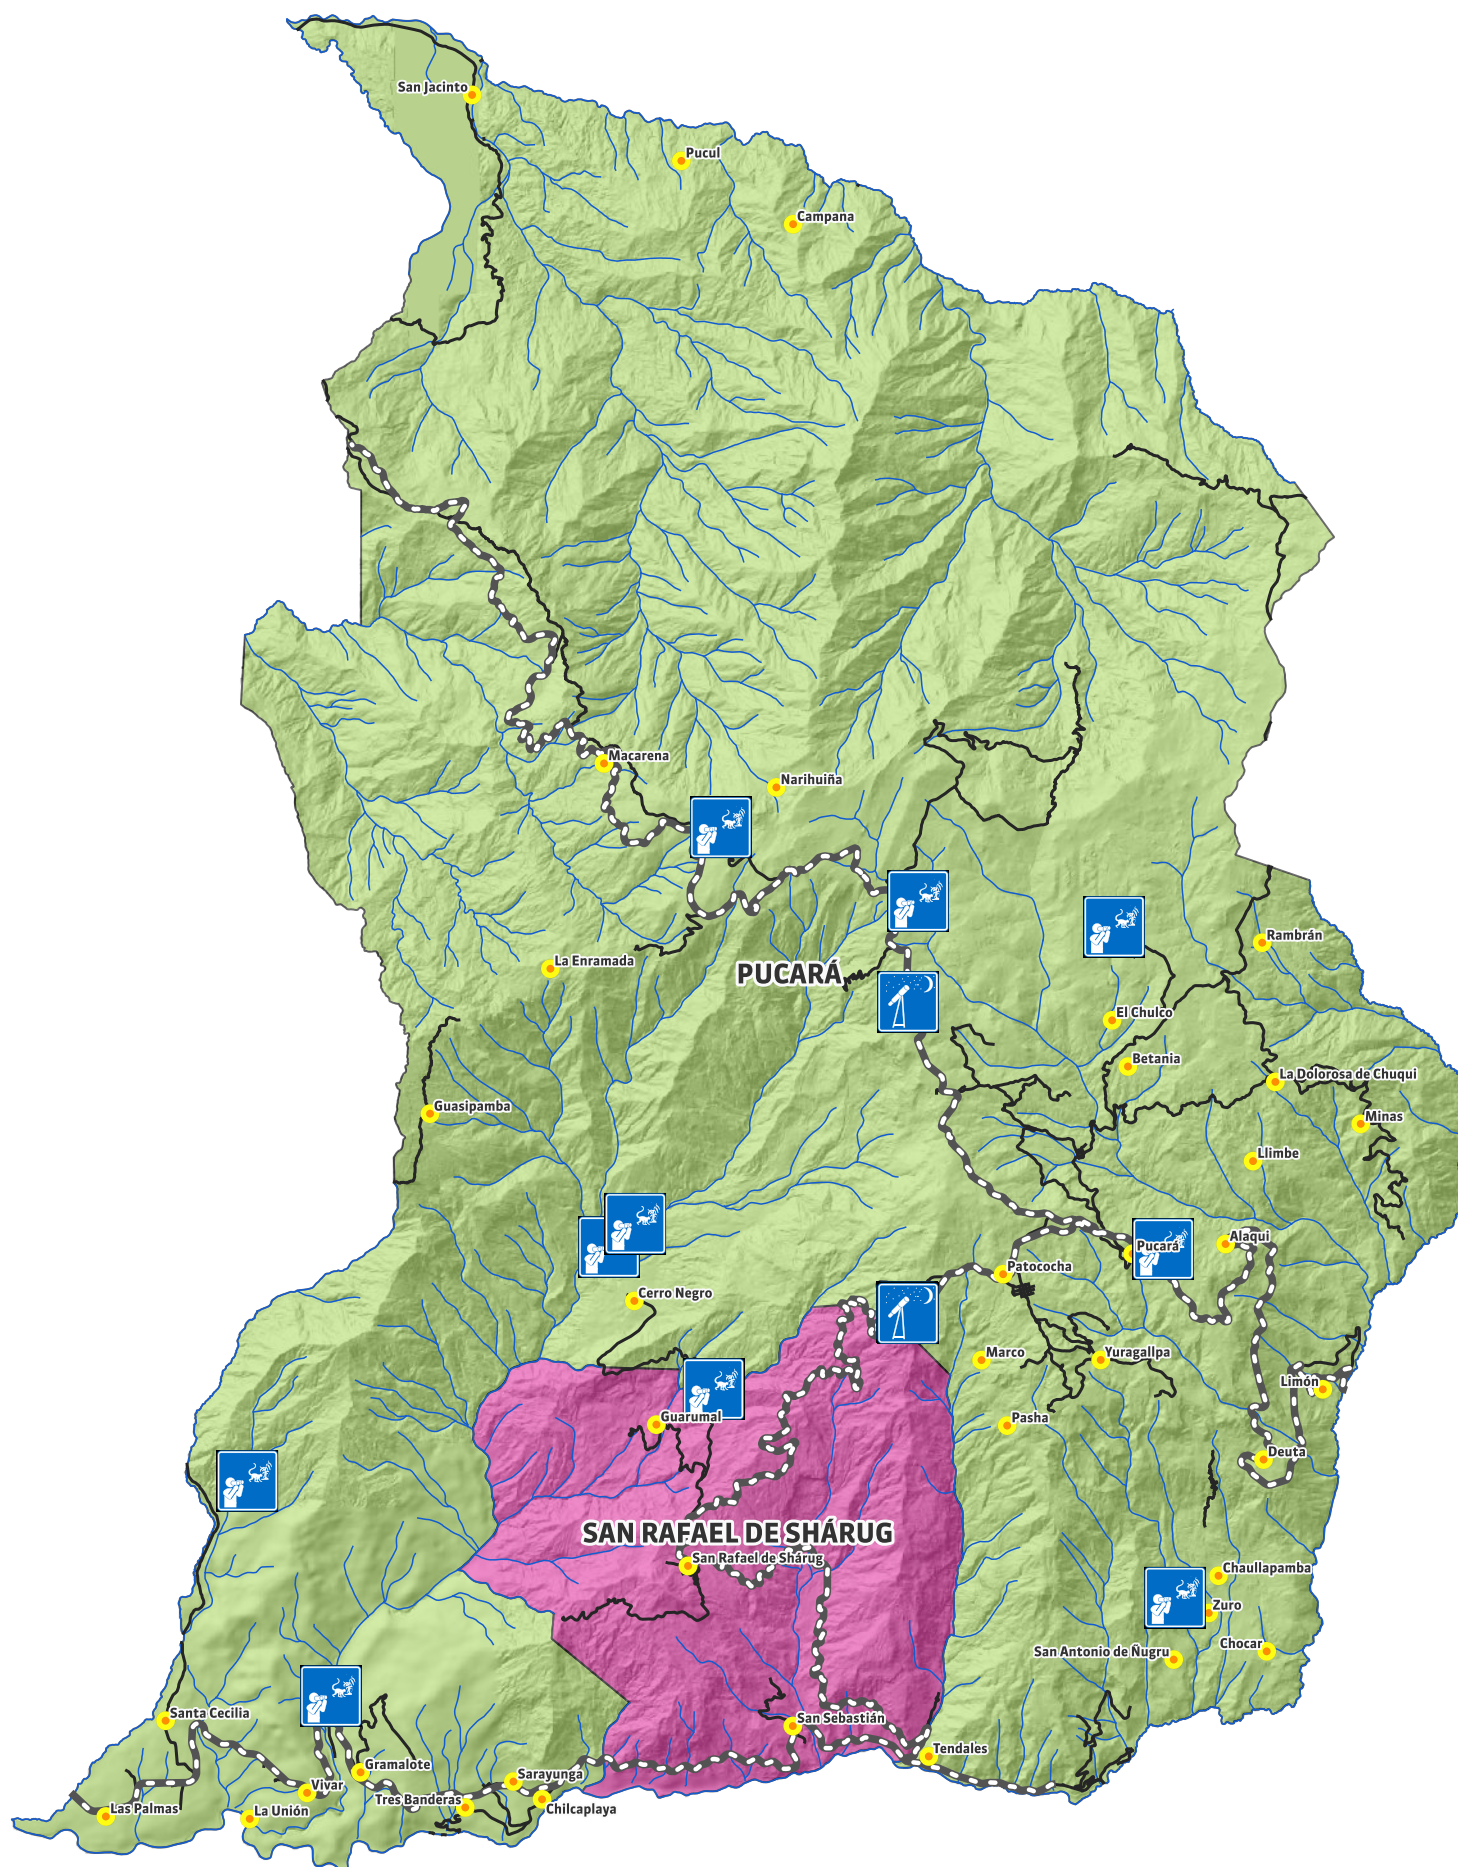 San Jacinto
Pucul
Campana
Macarena
Narihuiña
Rambrán
La Enramada
PUCARÁ
El Chulco
Betania
La Dolorosa de Chuqui
Guasipamba
Minas
Llimbe
Pucará
Alaqui
Patococha
Cerro Negro
Marco
Yuragallpa
Limón
Guarumal
Pasha
Deuta
SAN RAFAEL DE SHÁRUG
San Rafael de Shárug
Chaullapamba
Zuro
Chocar
San Antonio de Ñugru
Santa Cecilia
San Sebastián
Tendales
Gramalote
Sarayunga
Vivar
Tres Banderas
Las Palmas
La Unión
Chilcaplaya